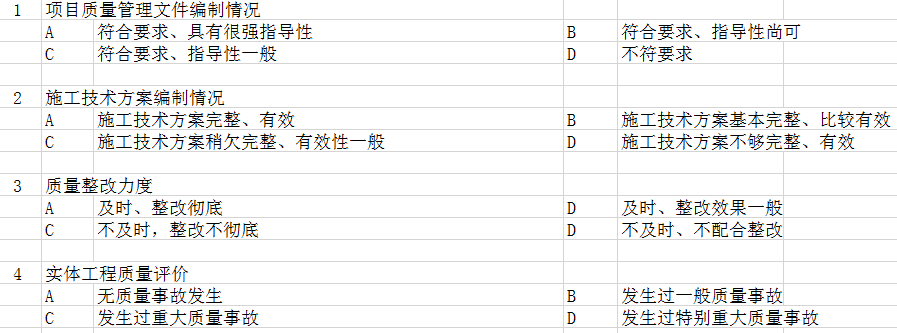 1 项目质量管理文件编制情况
A 符合要求、具有很强指导性 B 符合要求、指导性尚可
C 符合要求、指导性一般 D 不符要求
2 施工技术方案编制情况
A 施工技术方案完整、有效 B 施工技术方案基本完整、比较有效
C 施工技术方案稍欠完整、有效性一般 D 施工技术方案不够完整、有效
3 质量整改力度
A 及时、整改彻底 D 及时、整改效果一般
C 不及时，整改不彻底 D 不及时、不配合整改
4 实体工程质量评价
A 无质量事故发生 B 发生过一般质量事故
C 发生过重大质量事故 D 发生过特别重大质量事故